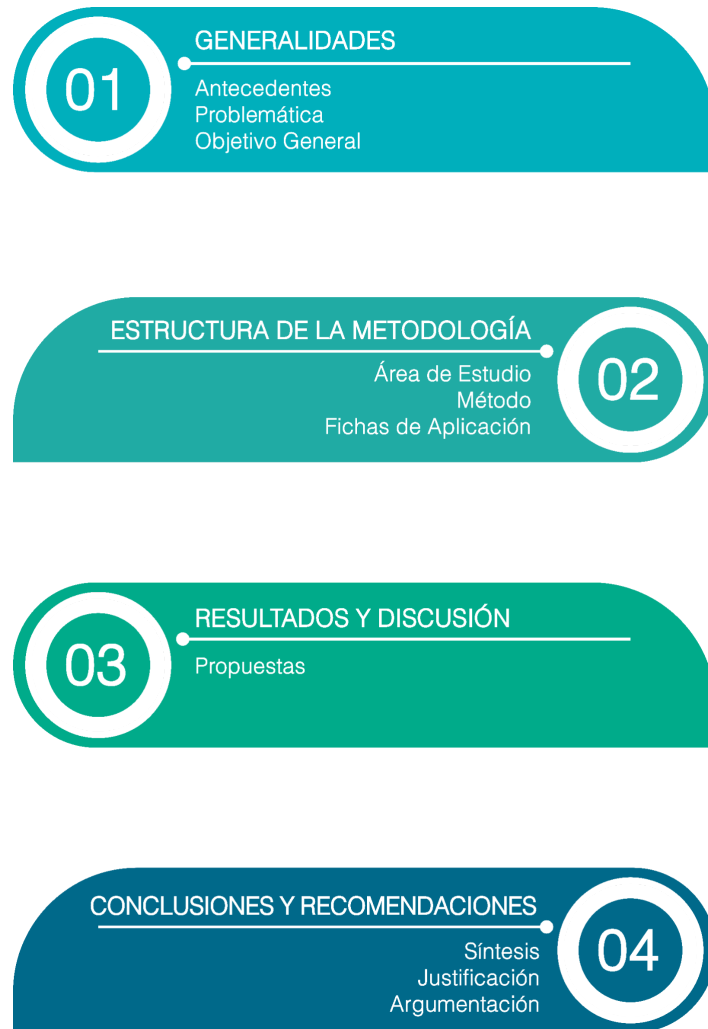 01
GENERALIDADES
Antecedentes
Problemática
Objetivo General
ESTRUCTURA DE LA METODOLOGÍA
Área de Estudio
Método
Fichas de Aplicación
02
03
RESULTADOS Y DISCUSIÓN
Propuestas
CONCLUSIONES Y RECOMENDACIONES
Síntesis
Justificación
Argumentación
04